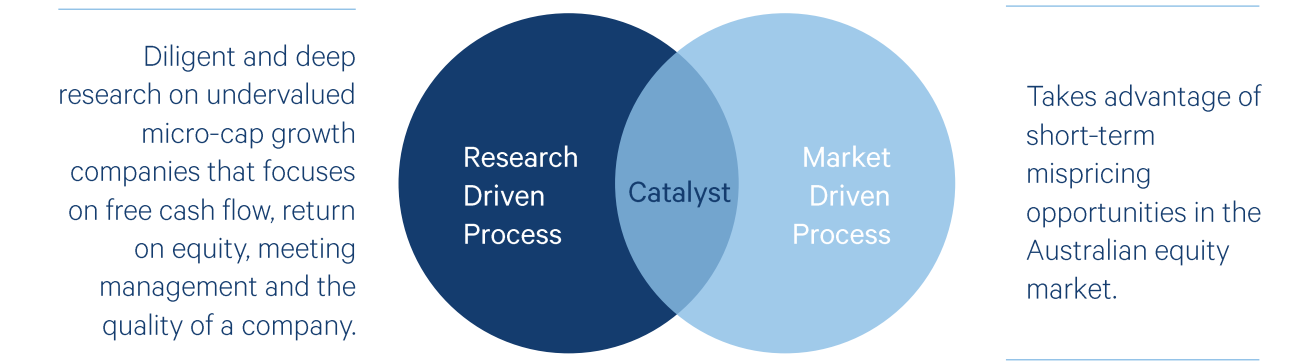 Diligent and deep
research on undervalued
micro-cap growth
companies that focuses
on free cash flow, return
on equity, meeting
management and the
quality of a company.
Research
Driven
Process
Catalyst
Market
Driven
Process
Takes advantage of
short-term
mispricing
opportunities in the
Australian equity
market.